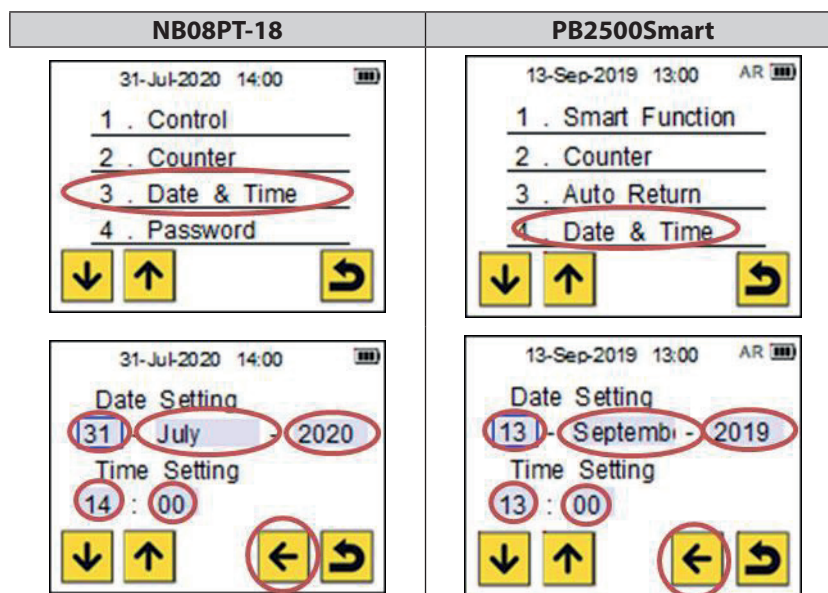 NB08PT-18
PB2500Smart
31-Jul-2020 14:00
1 . Control
2 . Counter
3 . Date & Time
4 . Password
13-Sep-2019 13:00 AR
1 . Smart Function
2 . Counter
3 . Auto Return
4 . Date & Time
31-Jul-2020 14:00
Date Setting
31 - July - 2020
Time Setting
14 : 00
13-Sep-2019 13:00 AR
Date Setting
13 - Septemb - 2019
Time Setting
13 : 00